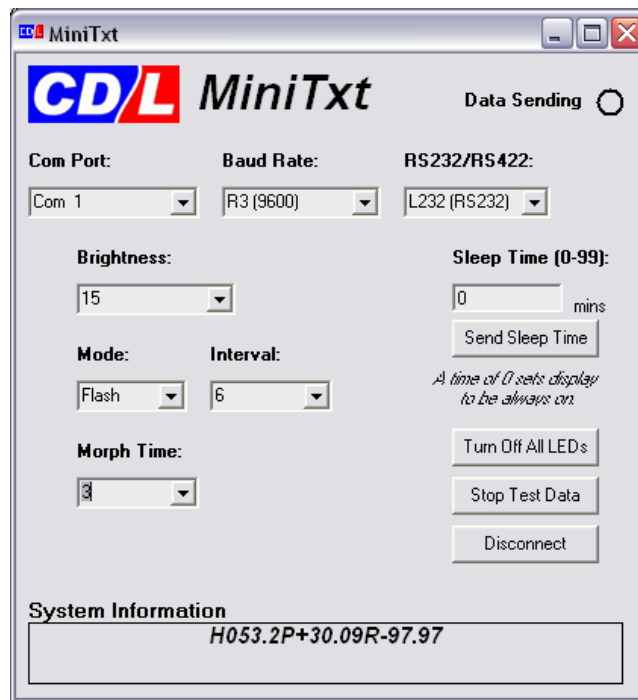 MiniTxt
CD/L MiniTxt
Data Sending
Com Port:
Baud Rate:
RS232/RS422:
Com 1
R3 (9600)
L232 (RS232)
Brightness:
Sleep Time (0-99):
15
0
mins
Send Sleep Time
Mode:
Interval:
A time of 0 sets display
to be always on.
Flash
6
Turn Off All LEDs
Morph Time:
3
Stop Test Data
Disconnect
System Information
H053.2P+30.09R-97.97